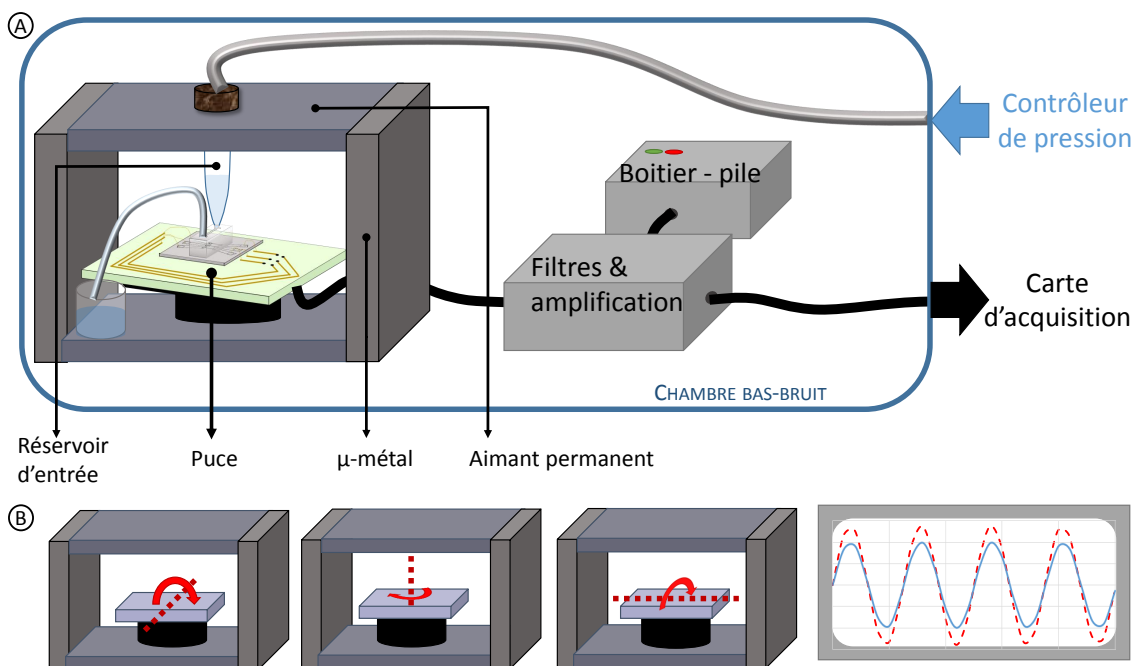 A
Contrôleur
de pression
Boitier - pile
Filtres &
amplification
Carte
d'acquisition
CHAMBRE BAS-BRUIT
Réservoir
d'entrée
Puce
µ-métal
Aimant permanent
B